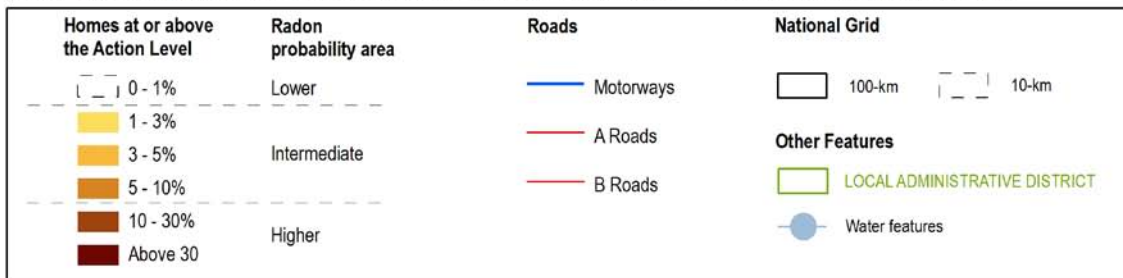 Homes at or above
the Action Level
0 - 1%
1 - 3%
3 - 5%
5 - 10%
10 - 30%
Above 30
Radon
probability area
Lower
Intermediate
Higher
Roads
Motorways
A Roads
B Roads
National Grid
100-km
10-km
Other Features
LOCAL ADMINISTRATIVE DISTRICT
Water features